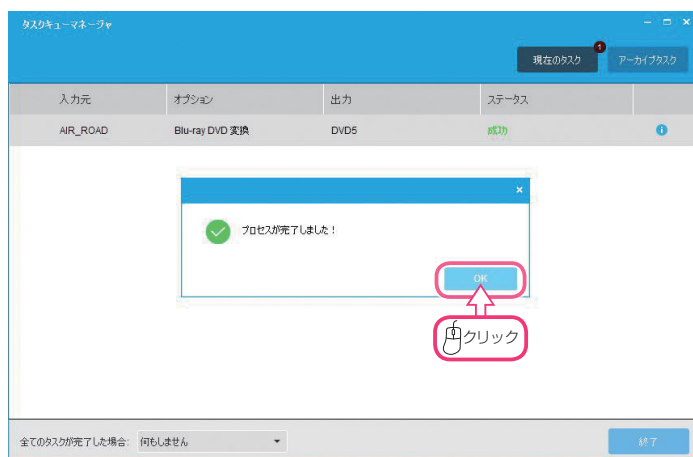 タスクキューマネージャ
現在のタスク 1 アーカイブタスク
入力元 オプション 出力 ステータス
AIR_ROAD Blu-ray DVD 変換 DVD5 成功
プロセスが完了しました！
OK
クリック
全てのタスクが完了した場合: 何もしません 終了